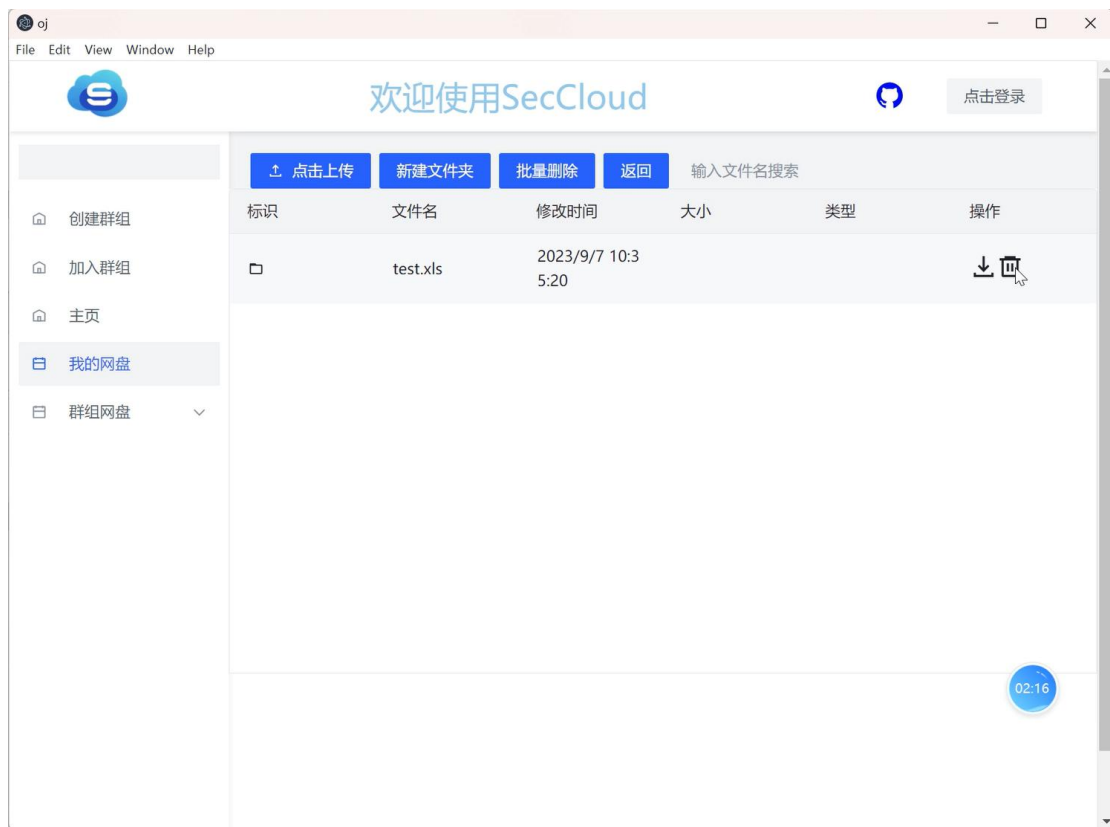 oj
File Edit View Window Help
欢迎使用SecCloud
点击登录
点击上传 新建文件夹 批量删除 返回 输入文件名搜索
标识 文件名 修改时间 大小 类型 操作
创建群组
加入群组
主页
我的网盘
群组网盘
test.xls
2023/9/7 10:3
5:20
02:16